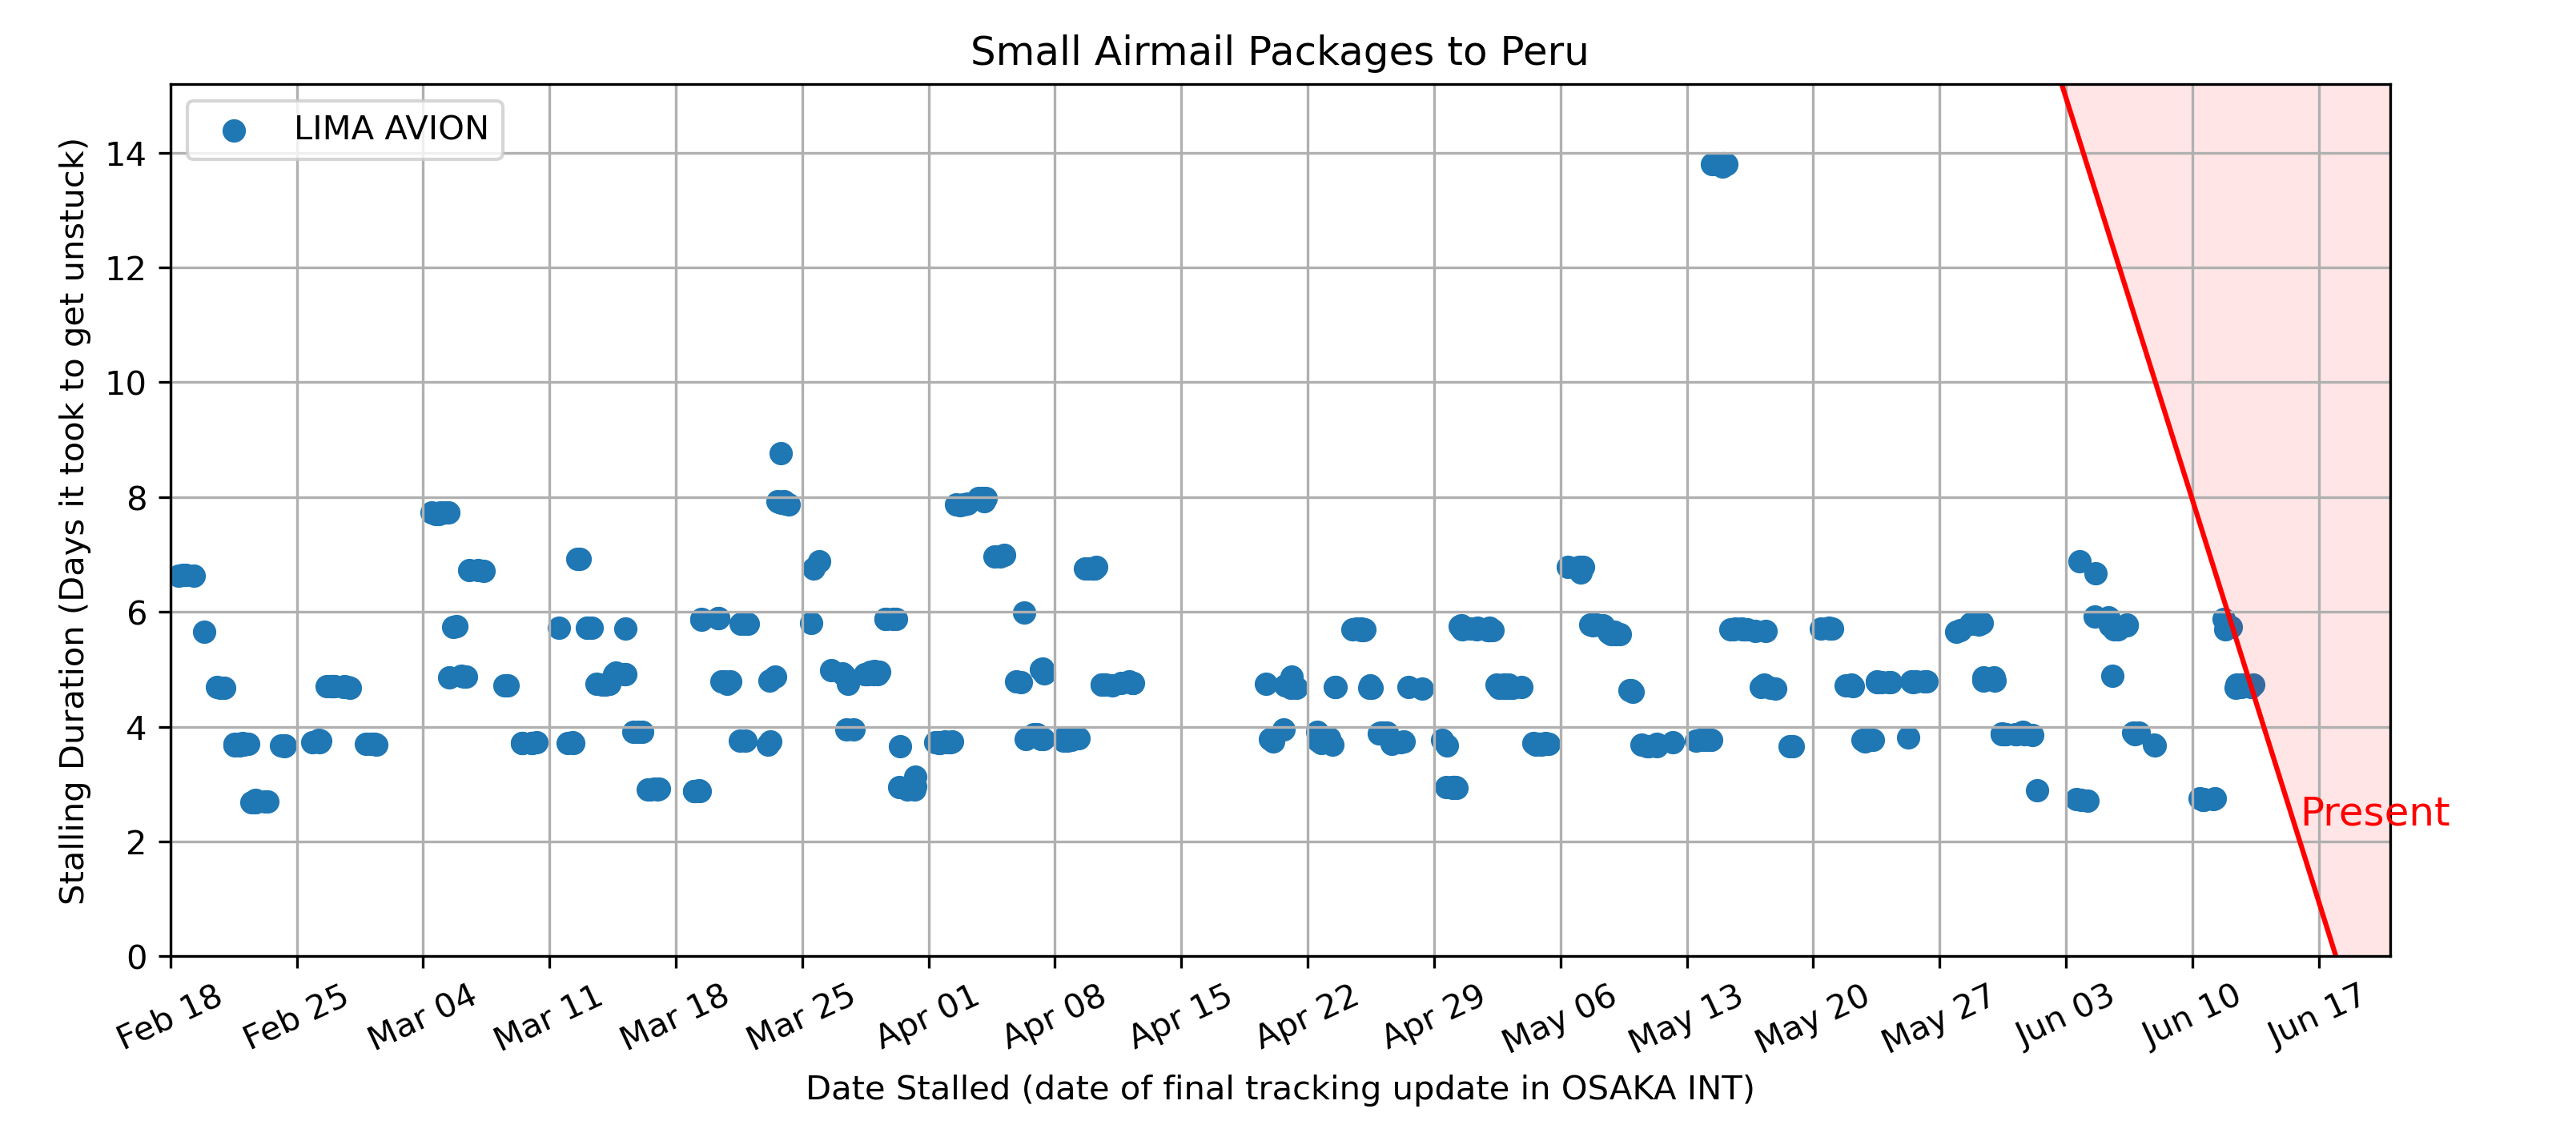 Small Airmail Packages to Peru
LIMA AVION
Stalling Duration (Days it took to get unstuck)
14
12
10
8
6
4
2
0
Present
Feb 18
Feb 25
Mar 04
Mar 11
Mar 18
Mar 25
Apr 01
Apr 08
Apr 15
Apr 22
Apr 29
May 06
May 13
May 20
May 27
Jun 03
Jun 10
Jun 17
Date Stalled (date of final tracking update in OSAKA INT)